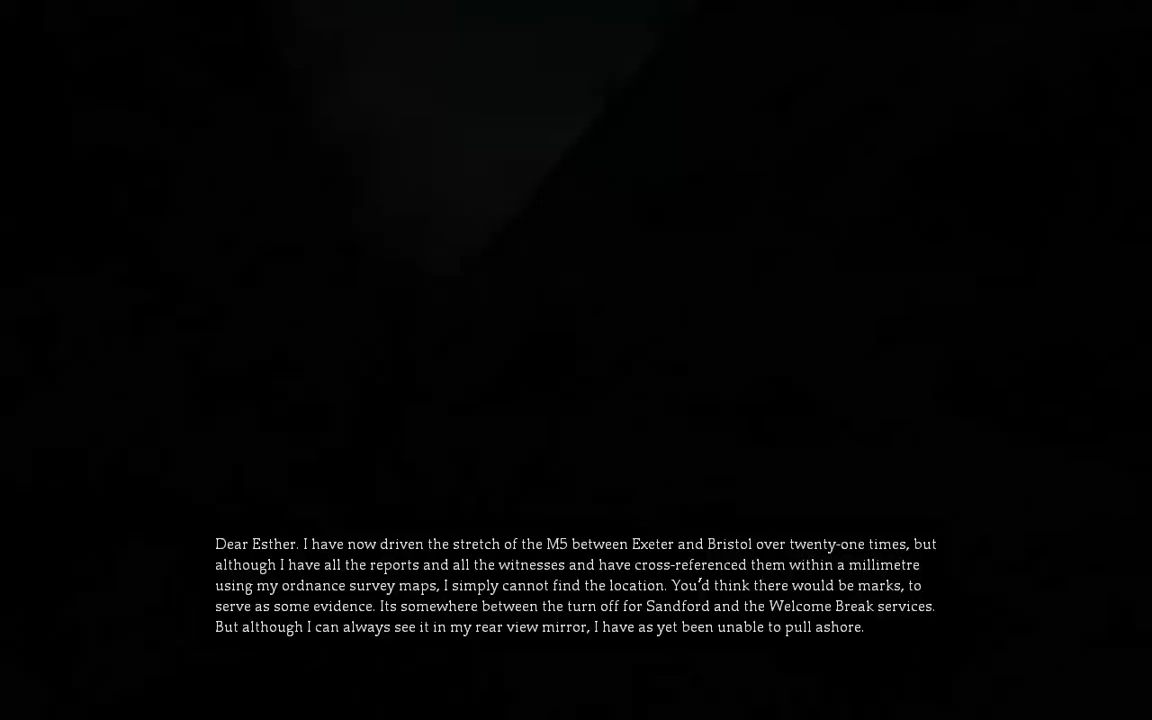 Dear Esther. I have now driven the stretch of the M5 between Exeter and Bristol over twenty-one times, but
although I have all the reports and all the witnesses and have cross-referenced them within a millimetre
using my ordnance survey maps, I simply cannot find the location. You'd think there would be marks, to
serve as some evidence. Its somewhere between the turn off for Sandford and the Welcome Break services.
But although I can always see it in my rear view mirror, I have as yet been unable to pull ashore.